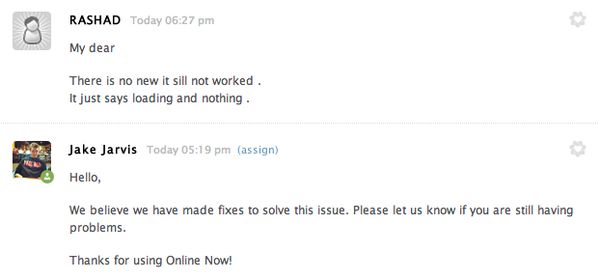 RASHAD Today 06:27 pm
My dear
There is no new it sill not worked .
It just says loading and nothing .
Jake Jarvis Today 05:19 pm (assign)
Hello,
We believe we have made fixes to solve this issue. Please let us know if you are still having
problems.
Thanks for using Online Now!